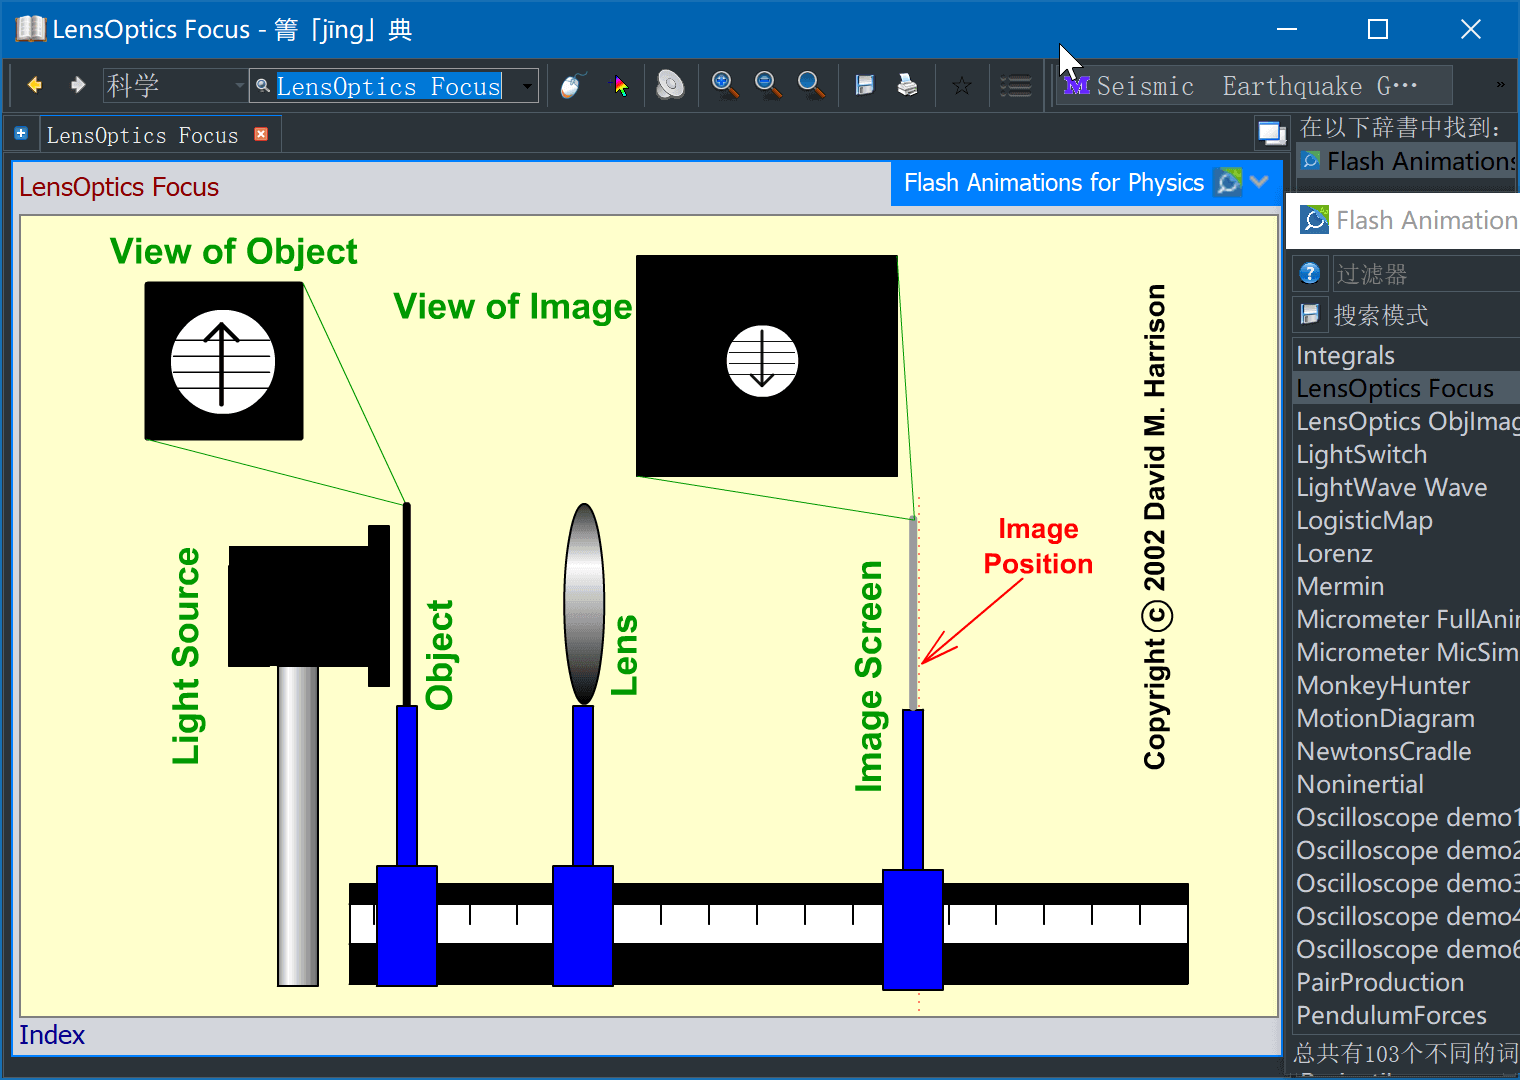 LensOptics Focus - 箐「jīng」典
科学
LensOptics Focus
Seismic Earthquake G…
»
LensOptics Focus
在以下辞書中找到:
Flash Animations
LensOptics Focus
Flash Animations for Physics
View of Object
View of Image
Light Source
Object
Lens
Image Screen
Image
Position
Copyright © 2002 David M. Harrison
Index
Flash Animation
过滤器
搜索模式
Integrals
LensOptics Focus
LensOptics ObjImag
LightSwitch
LightWave Wave
LogisticMap
Lorenz
Mermin
Micrometer FullAni
Micrometer MicSim
MonkeyHunter
MotionDiagram
NewtonsCradle
Noninertial
Oscilloscope demo1
Oscilloscope demo2
Oscilloscope demo3
Oscilloscope demo4
Oscilloscope demo6
PairProduction
PendulumForces
总共有103个不同的词